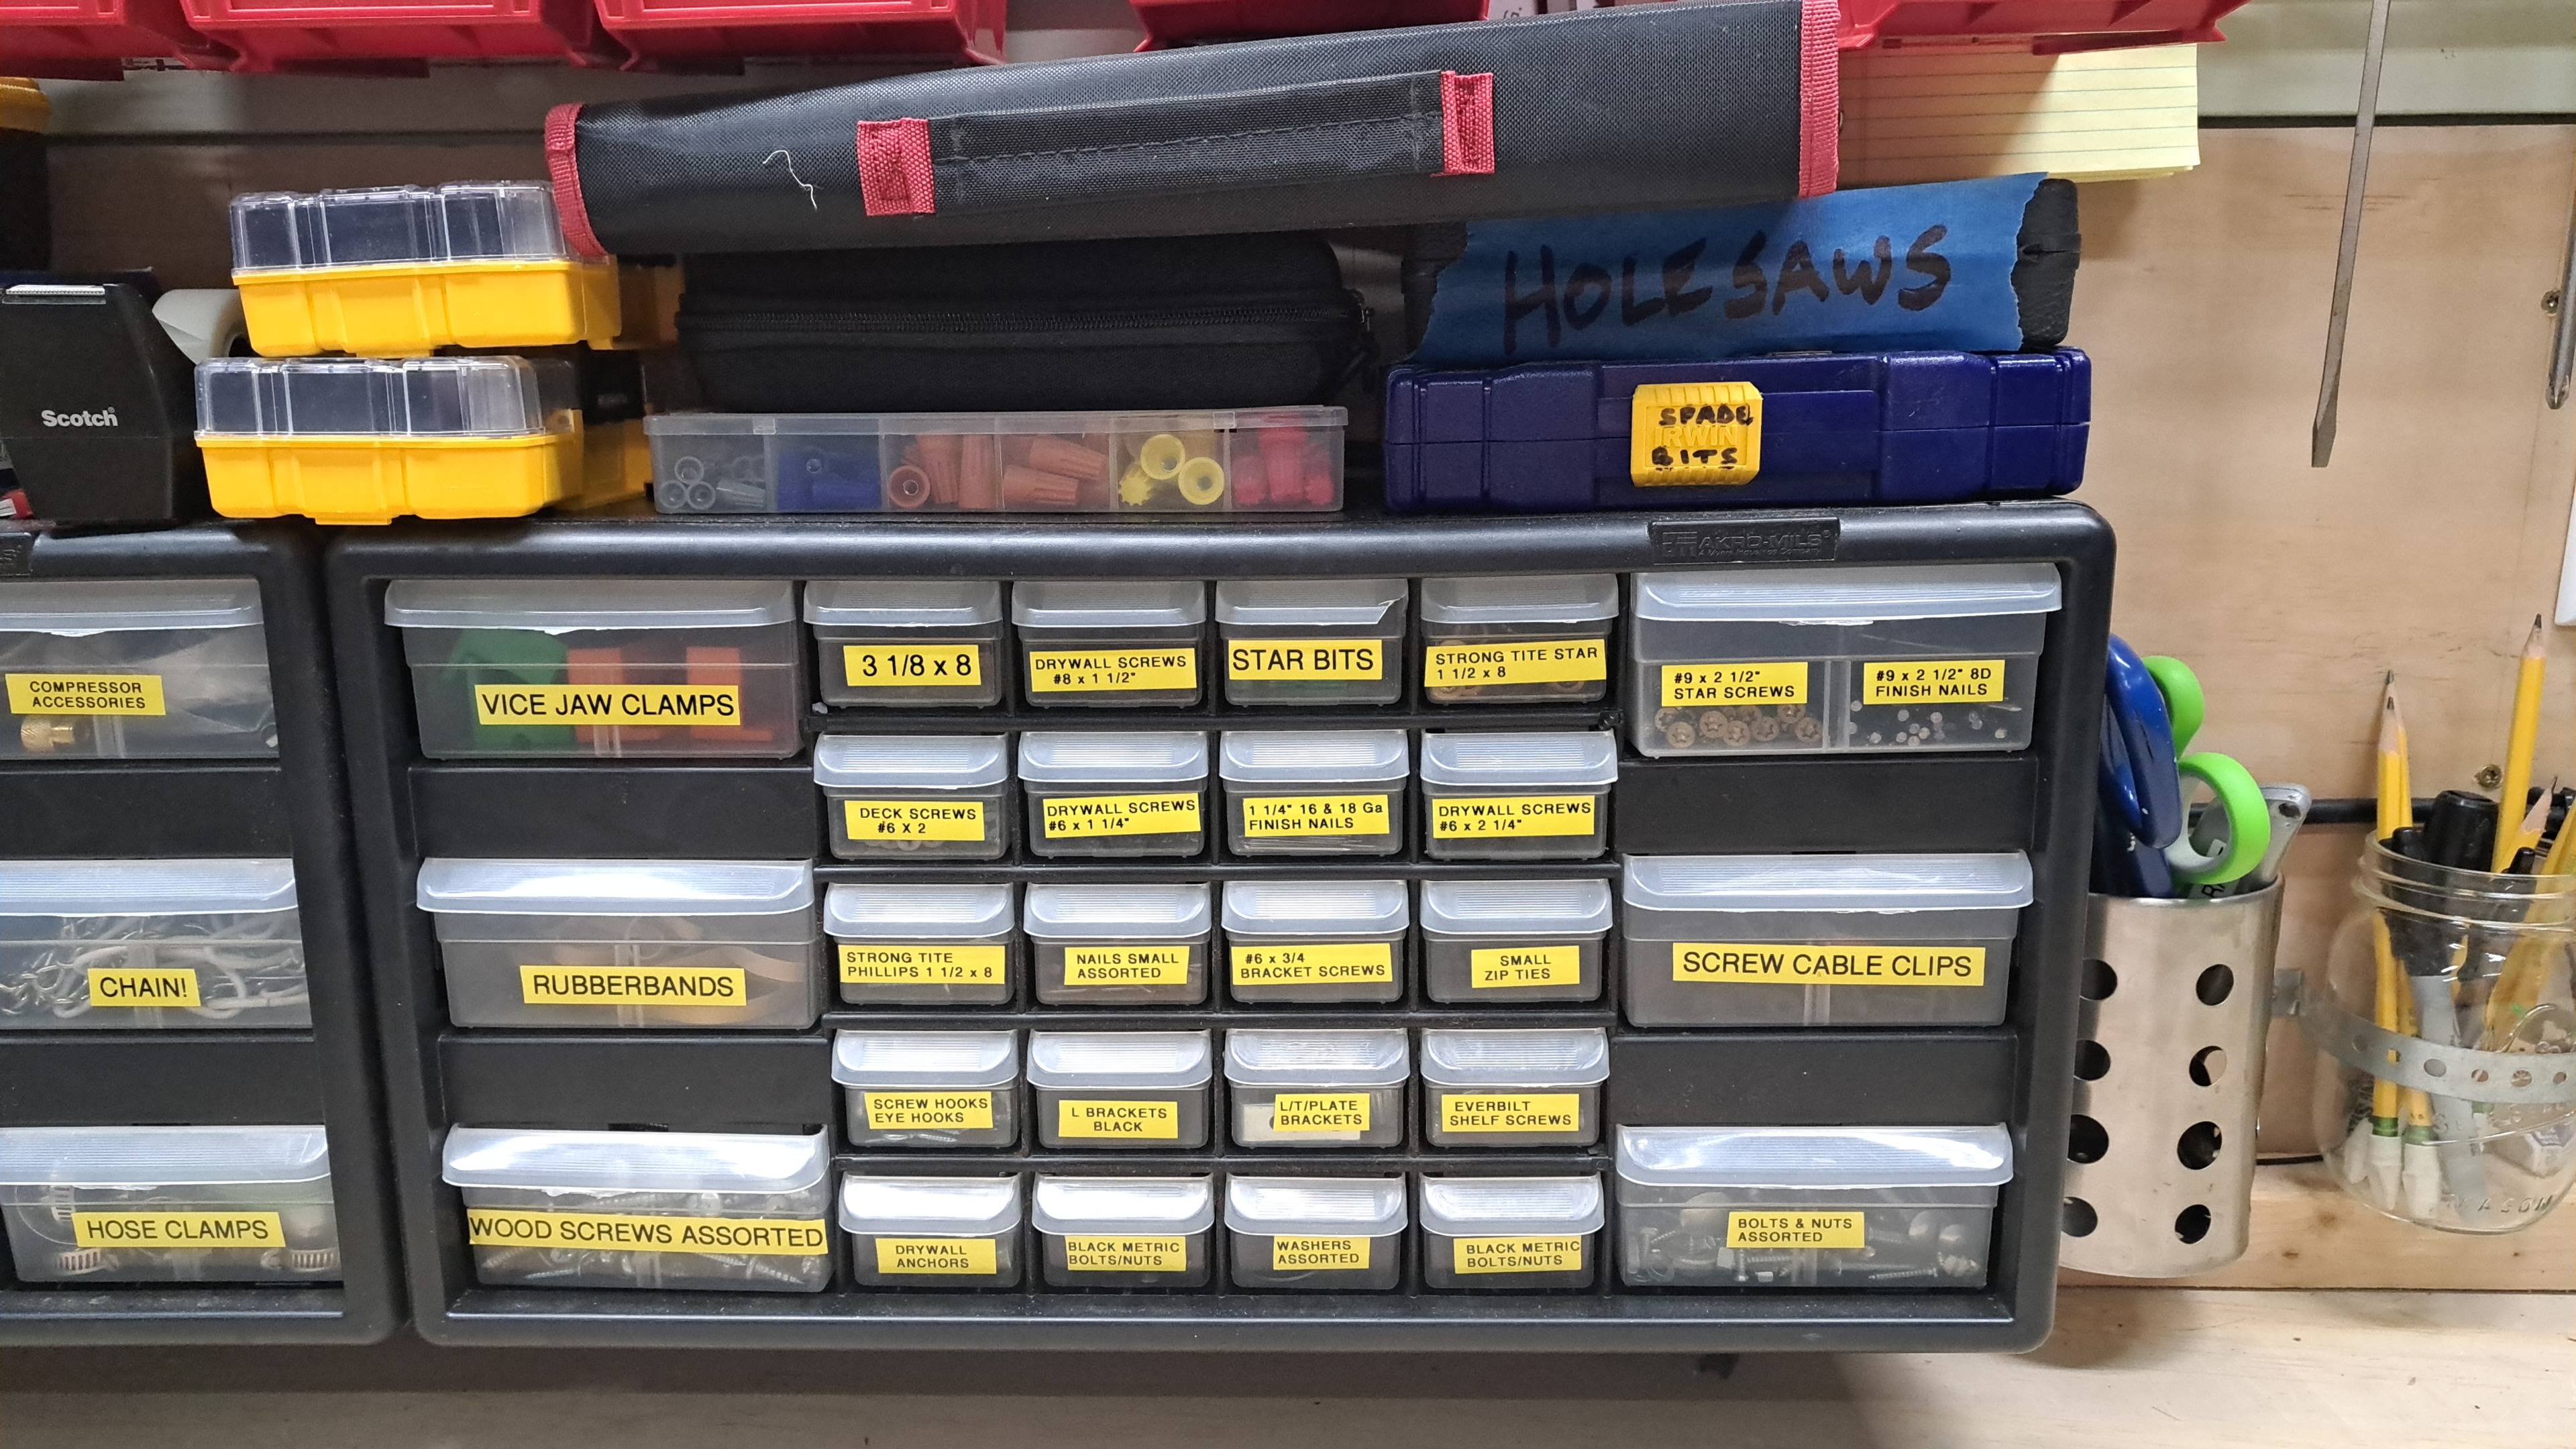 HOLESAWS
Scotch®
SPADE
IRWIN
BITS
AKRO-MILS®
COMPRESSOR
ACCESSORIES
VICE JAW CLAMPS
3 1/8 x 8
DRYWALL SCREWS
#8 x 1 1/2"
STAR BITS
STRONG TITE STAR
1 1/2 x 8
#9 x 2 1/2"
STAR SCREWS
#9 x 2 1/2" 8D
FINISH NAILS
DECK SCREWS
#6 X 2
DRYWALL SCREWS
#6 x 1 1/4"
1 1/4" 16 & 18 Ga
FINISH NAILS
DRYWALL SCREWS
#6 x 2 1/4"
CHAIN!
RUBBERBANDS
STRONG TITE
PHILLIPS 1 1/2 x 8
NAILS SMALL
ASSORTED
#6 x 3/4
BRACKET SCREWS
SMALL
ZIP TIES
SCREW CABLE CLIPS
SCREW HOOKS
EYE HOOKS
L BRACKETS
BLACK
L/T/PLATE
BRACKETS
EVERBILT
SHELF SCREWS
HOSE CLAMPS
WOOD SCREWS ASSORTED
DRYWALL
ANCHORS
BLACK METRIC
BOLTS/NUTS
WASHERS
ASSORTED
BLACK METRIC
BOLTS/NUTS
BOLTS & NUTS
ASSORTED